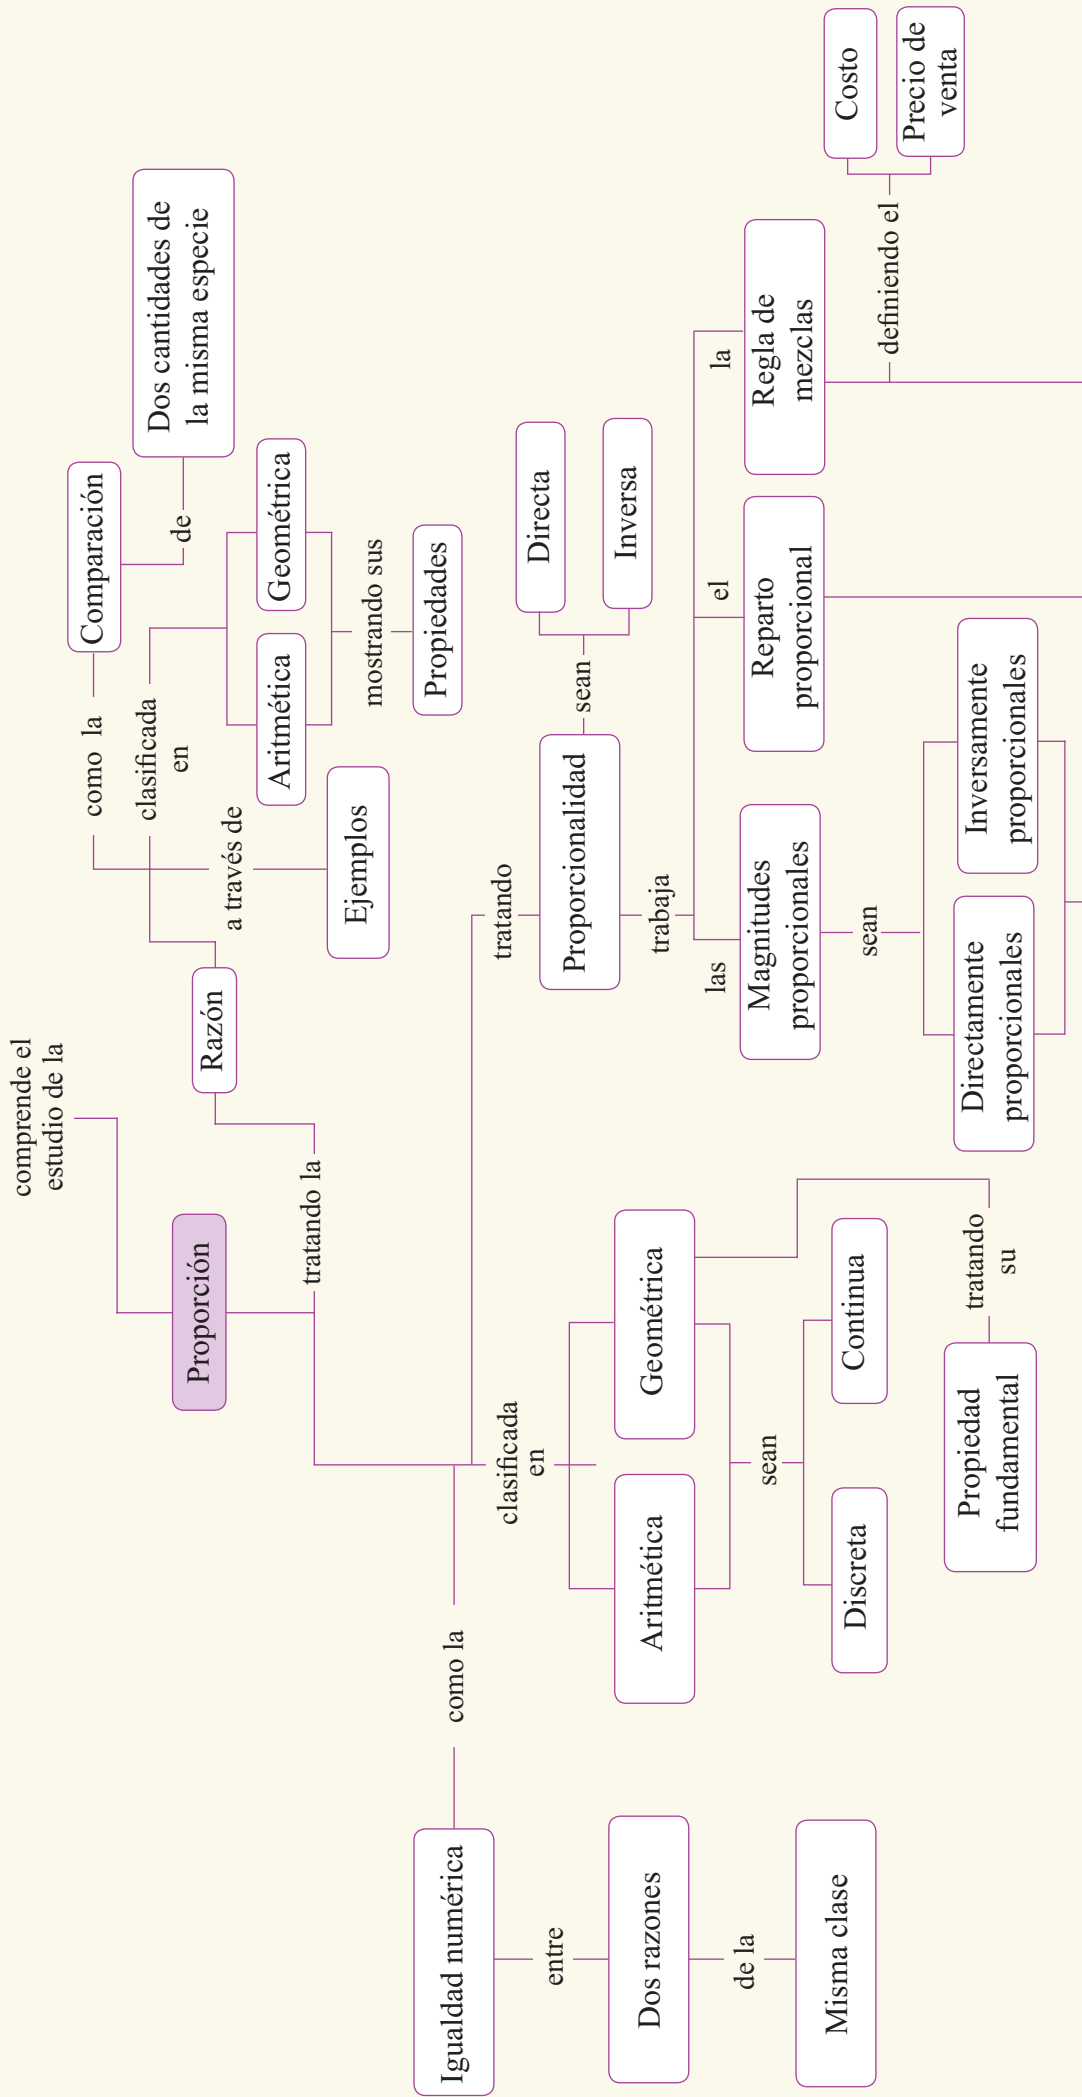 comprende el
estudio de la
Proporción
tratando la
Razón
como la
Comparación
de
Dos cantidades de
la misma especie
clasificada
en
Aritmética
Geométrica
mostrando sus
Propiedades
a través de
Ejemplos
como la
Igualdad numérica
entre
Dos razones
de la
Misma clase
clasificada
en
Aritmética
Geométrica
sean
Discreta
Continua
tratando
su
Propiedad
fundamental
tratando
Proporcionalidad
sean
Directa
Inversa
trabaja
las
Magnitudes
proporcionales
sean
Directamente
proporcionales
Inversamente
proporcionales
el
Reparto
proporcional
la
Regla de
mezclas
definiendo el
Costo
Precio de
venta